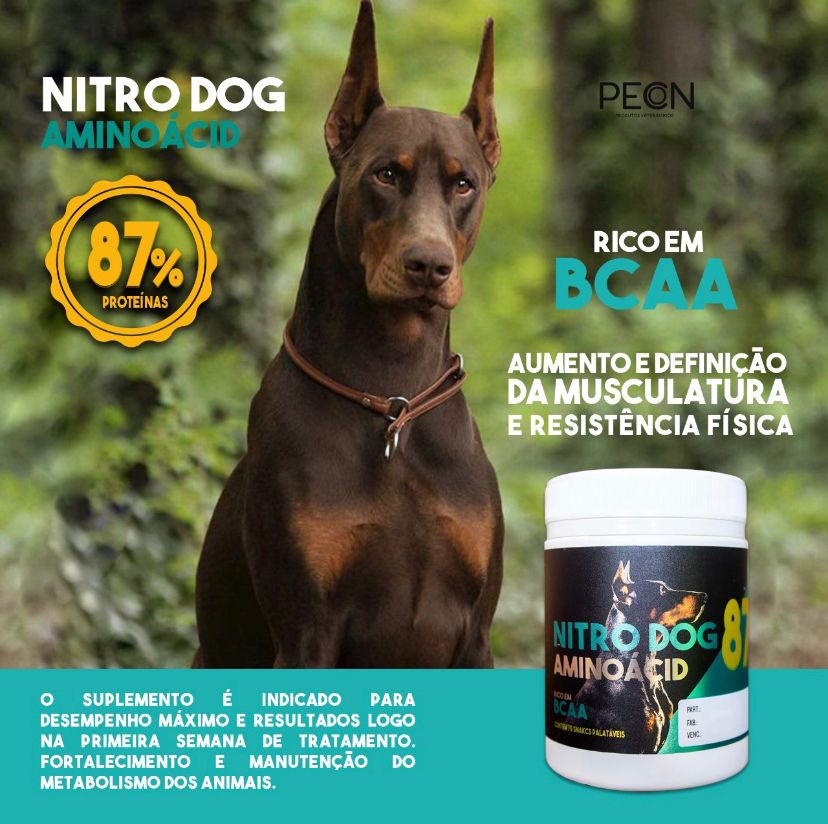 NITRO DOG
AMINOÁCID
PECON
PRODUTOS VETERINÁRIOS
87%
PROTEÍNAS
RICO EM
BCAA
AUMENTO E DEFINIÇÃO
DA MUSCULATURA
E RESISTÊNCIA FÍSICA
NITRO DOG 87
AMINOÁCID
RICO EM
BCAA
CONTÉM 75 SNAKCS PALATÁVEIS
PART.:
FAB.:
VENC.:
O SUPLEMENTO É INDICADO PARA
DESEMPENHO MÁXIMO E RESULTADOS LOGO
NA PRIMEIRA SEMANA DE TRATAMENTO.
FORTALECIMENTO E MANUTENÇÃO DO
METABOLISMO DOS ANIMAIS.